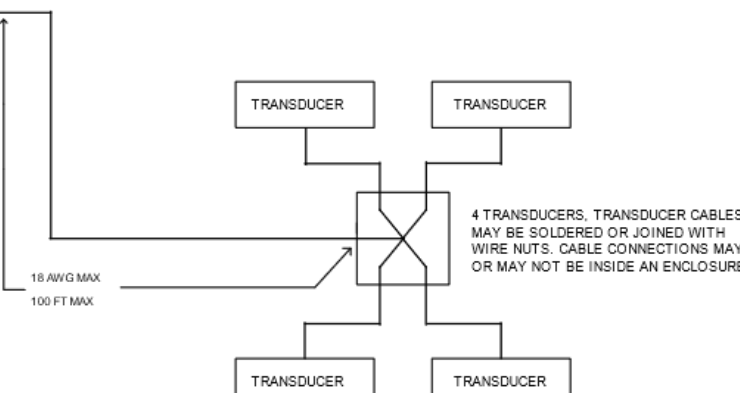 TRANSDUCER TRANSDUCER
4 TRANSDUCERS, TRANSDUCER CABLES
MAY BE SOLDERED OR JOINED WITH
WIRE NUTS. CABLE CONNECTIONS MAY
OR MAY NOT BE INSIDE AN ENCLOSURE
18 AWG MAX
100 FT MAX
TRANSDUCER TRANSDUCER